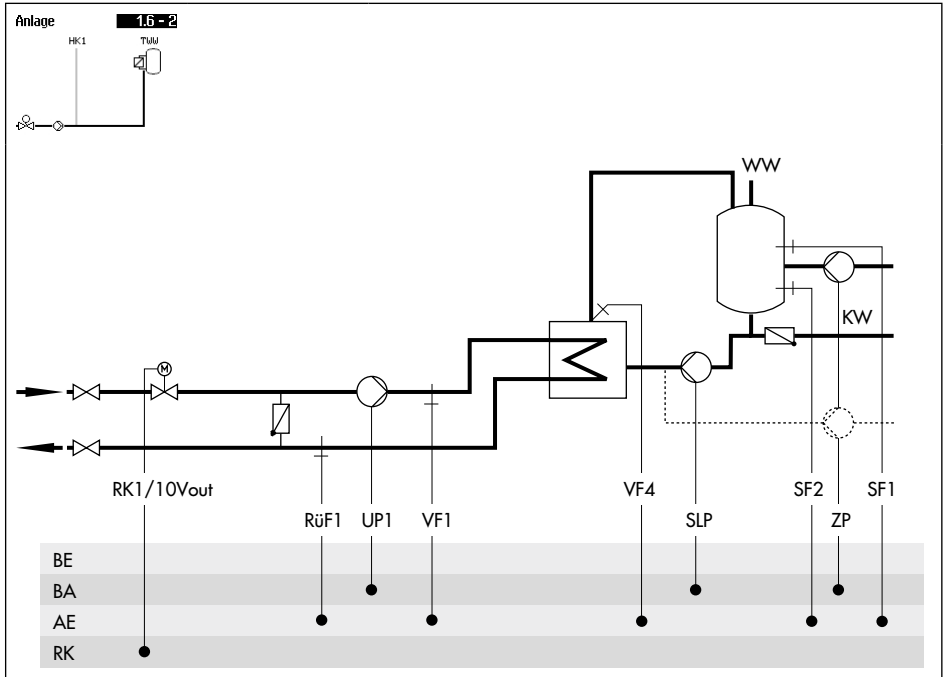 Anlage 1.6 - 2
HK1 TWW
WW
M
KW
RK1/10Vout VF4 SF2 SF1
RüF1 UP1 VF1 SLP ZP
BE
BA
AE
RK